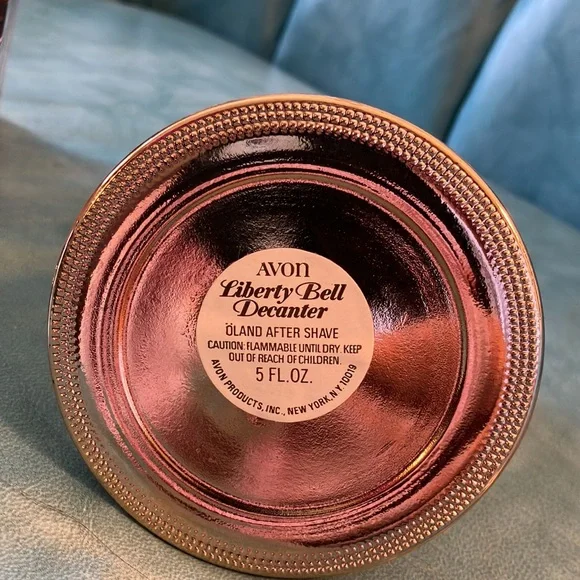 AVON
Liberty Bell
Decanter
ÖLAND AFTER SHAVE
CAUTION: FLAMMABLE UNTIL DRY. KEEP
OUT OF REACH OF CHILDREN.
5 FL.OZ.
AVON PRODUCTS, INC., NEW YORK, N.Y. 10019